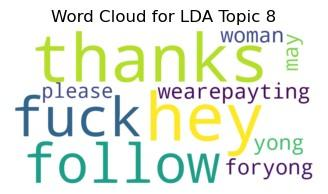 Word Cloud for LDA Topic 8
thanks woman may
please wearepayting
fuck hey
follow yong
foryong